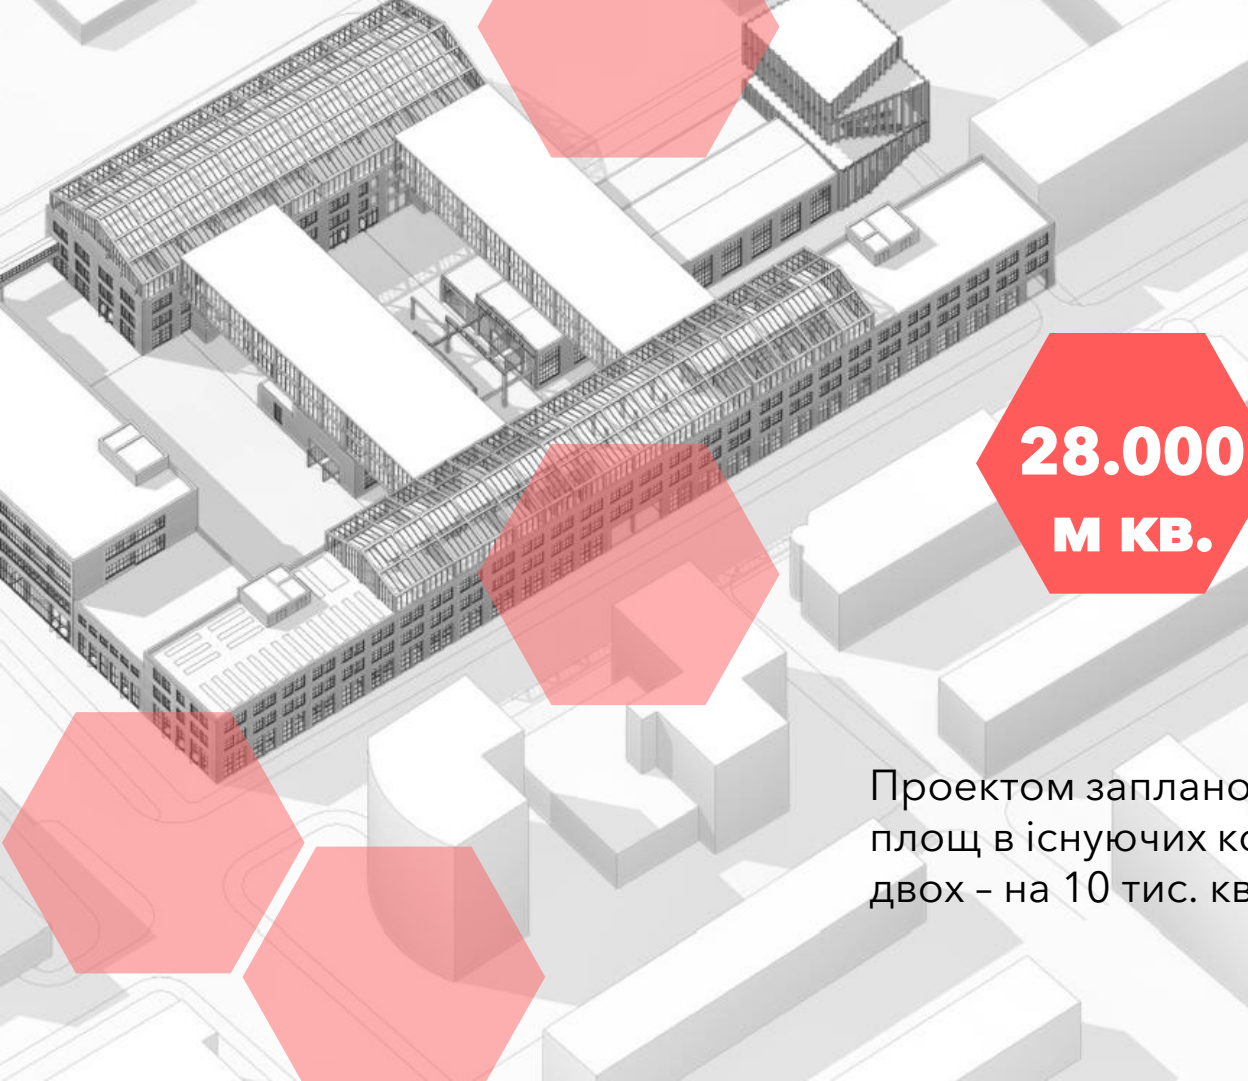 28.000
м кв.
Проектом заплано
площ в існуючих ко
двох – на 10 тис. кв